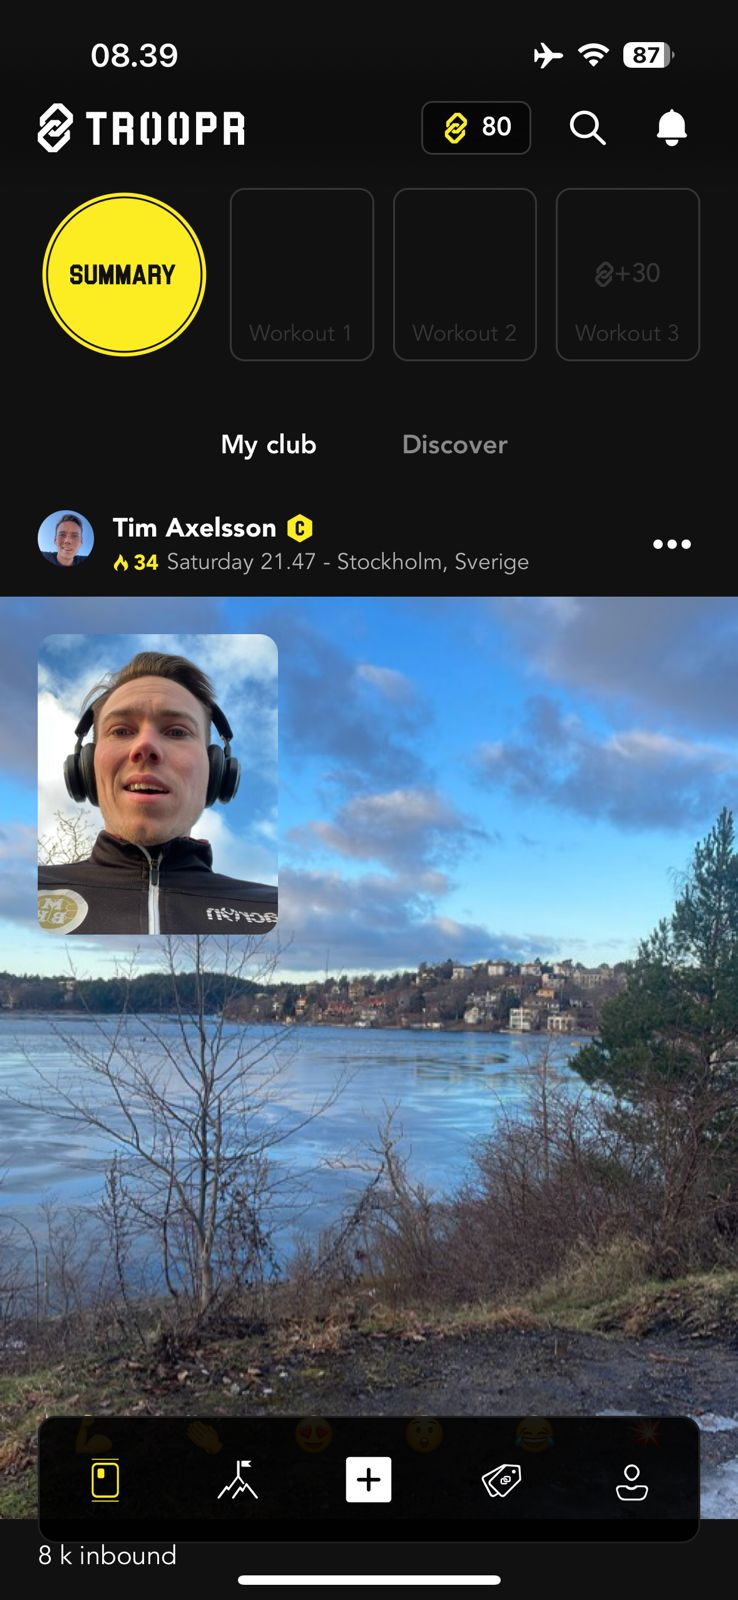 08.39
87
TROOPR
80
SUMMARY
+30
Workout 1
Workout 2
Workout 3
My club
Discover
Tim Axelsson C
34 Saturday 21.47 - Stockholm, Sverige
8 k inbound